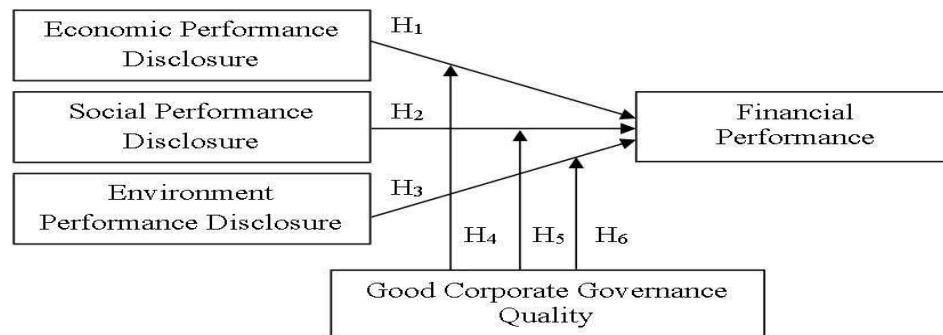 Economic Performance
Disclosure
H₁
Social Performance
Disclosure
H₂
Financial
Performance
Environment
Performance Disclosure
H₃
H₄
H₅
H₆
Good Corporate Governance
Quality